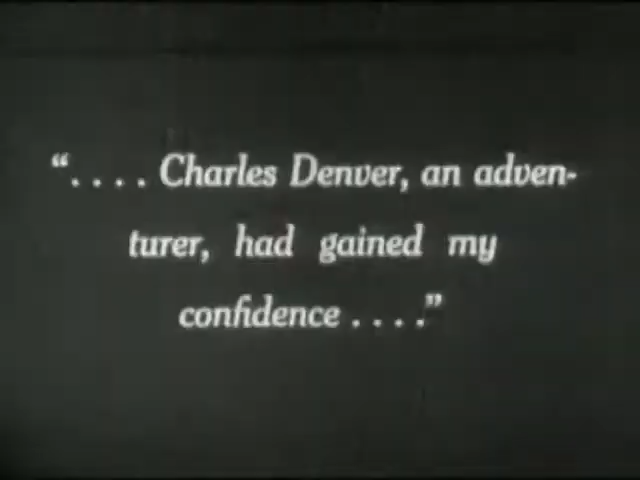 “. . . . Charles Denver, an adven-
turer, had gained my
confidence . . . .”